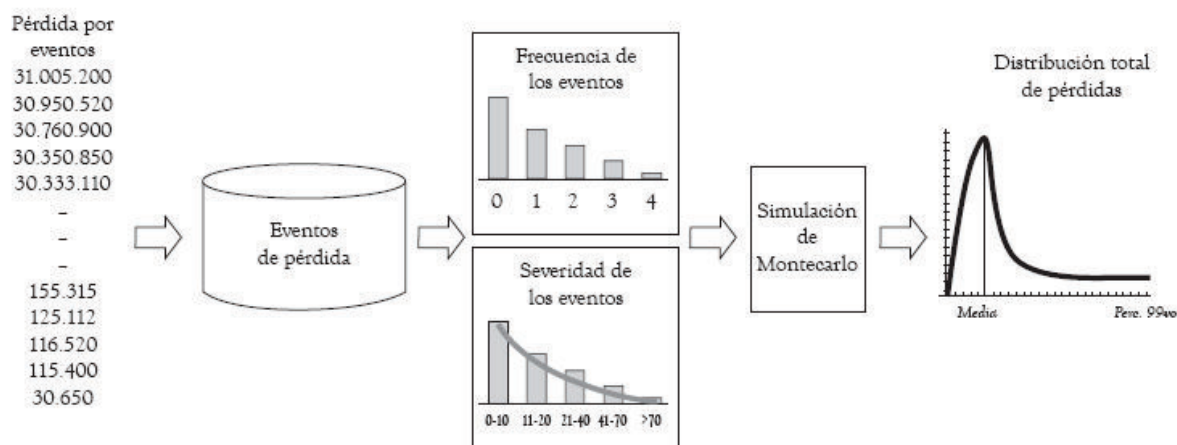 Pérdida por
eventos
31.005.200
30.950.520
30.760.900
30.350.850
30.333.110
–
–
–
155.315
125.112
116.520
115.400
30.650
Eventos
de pérdida
Frecuencia de
los eventos
0 1 2 3 4
Severidad de
los eventos
0-10 11-20 21-40 41-70 >70
Simulación
de
Montecarlo
Distribución total
de pérdidas
Media Perc. 99vo